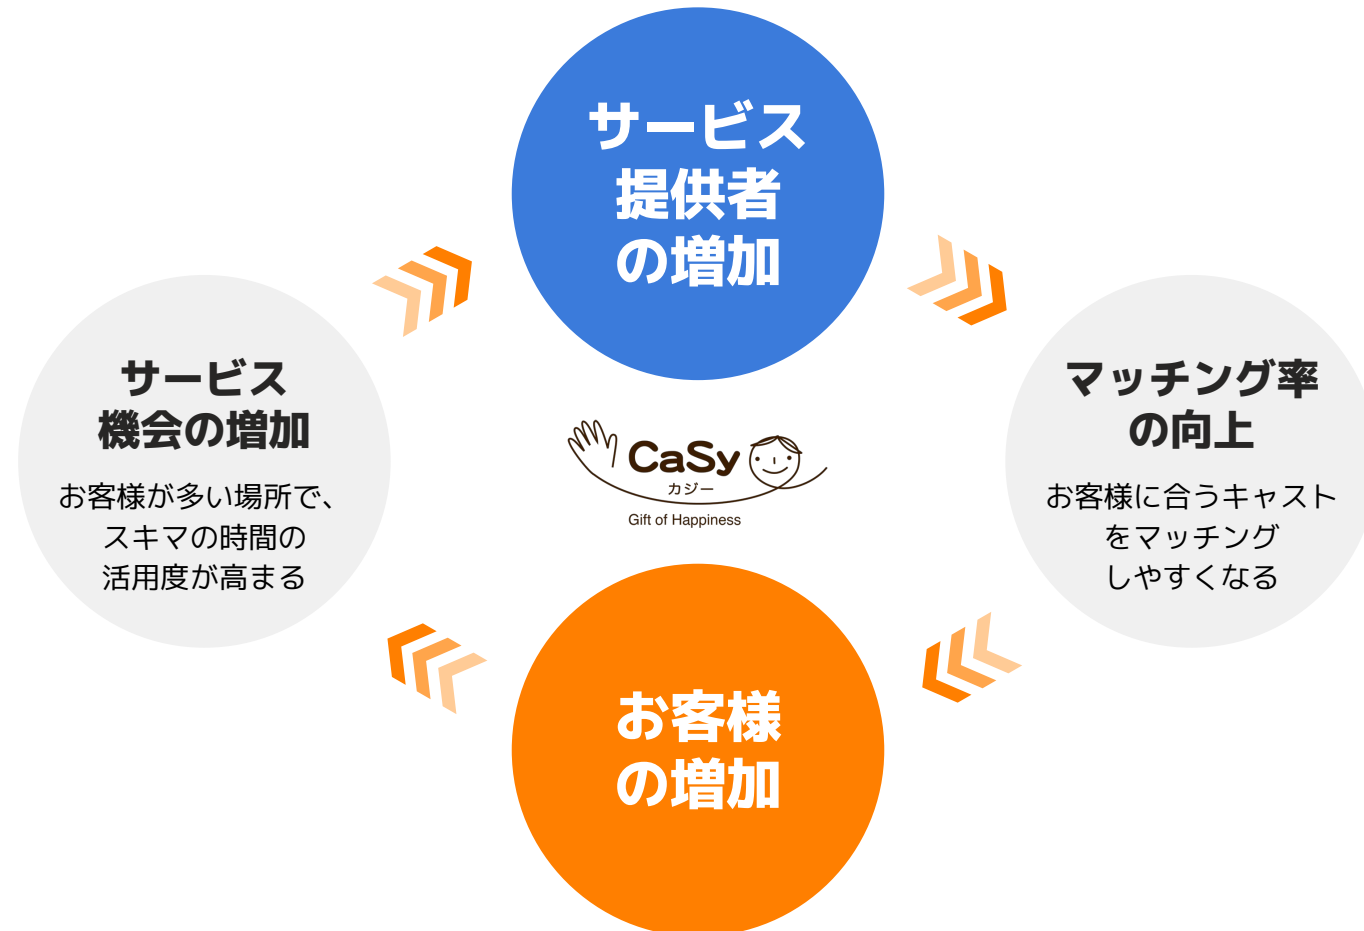 サービス
提供者
の増加
サービス
機会の増加
お客様が多い場所で、
スキマの時間の
活用度が高まる
CaSy
カジー
Gift of Happiness
マッチング率
の向上
お客様に合うキャスト
をマッチング
しやすくなる
お客様
の増加